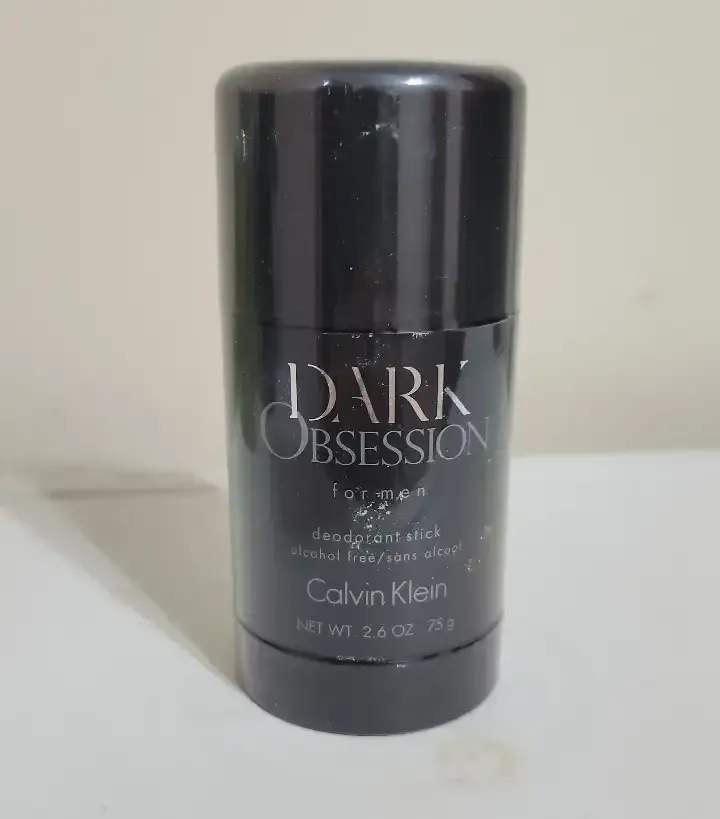 DARK
OBSESSION
for men
deodorant stick
alcohol free/sans alcool
Calvin Klein
NET WT. 2.6 OZ 75 g